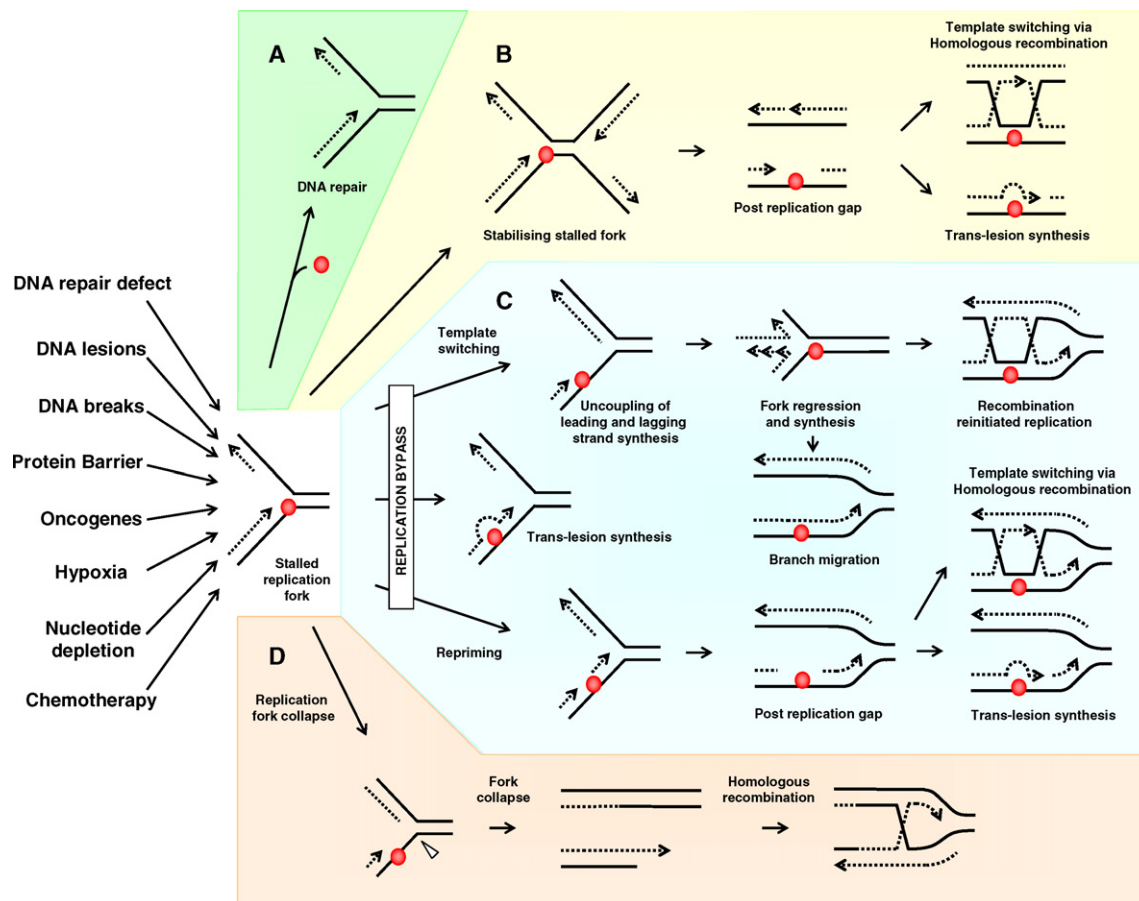 A
DNA repair
B
Stabilising stalled fork
Post replication gap
Template switching via
Homologous recombination
Trans-lesion synthesis
DNA repair defect
DNA lesions
DNA breaks
Protein Barrier
Oncogenes
Hypoxia
Nucleotide
depletion
Chemotherapy
Stalled
replication
fork
C
REPLICATION BYPASS
Template
switching
Uncoupling of
leading and lagging
strand synthesis
Fork regression
and synthesis
Recombination
reinitiated replication
Branch migration
Trans-lesion synthesis
Repriming
Post replication gap
Template switching via
Homologous recombination
Trans-lesion synthesis
D
Replication
fork collapse
Fork
collapse
Homologous
recombination